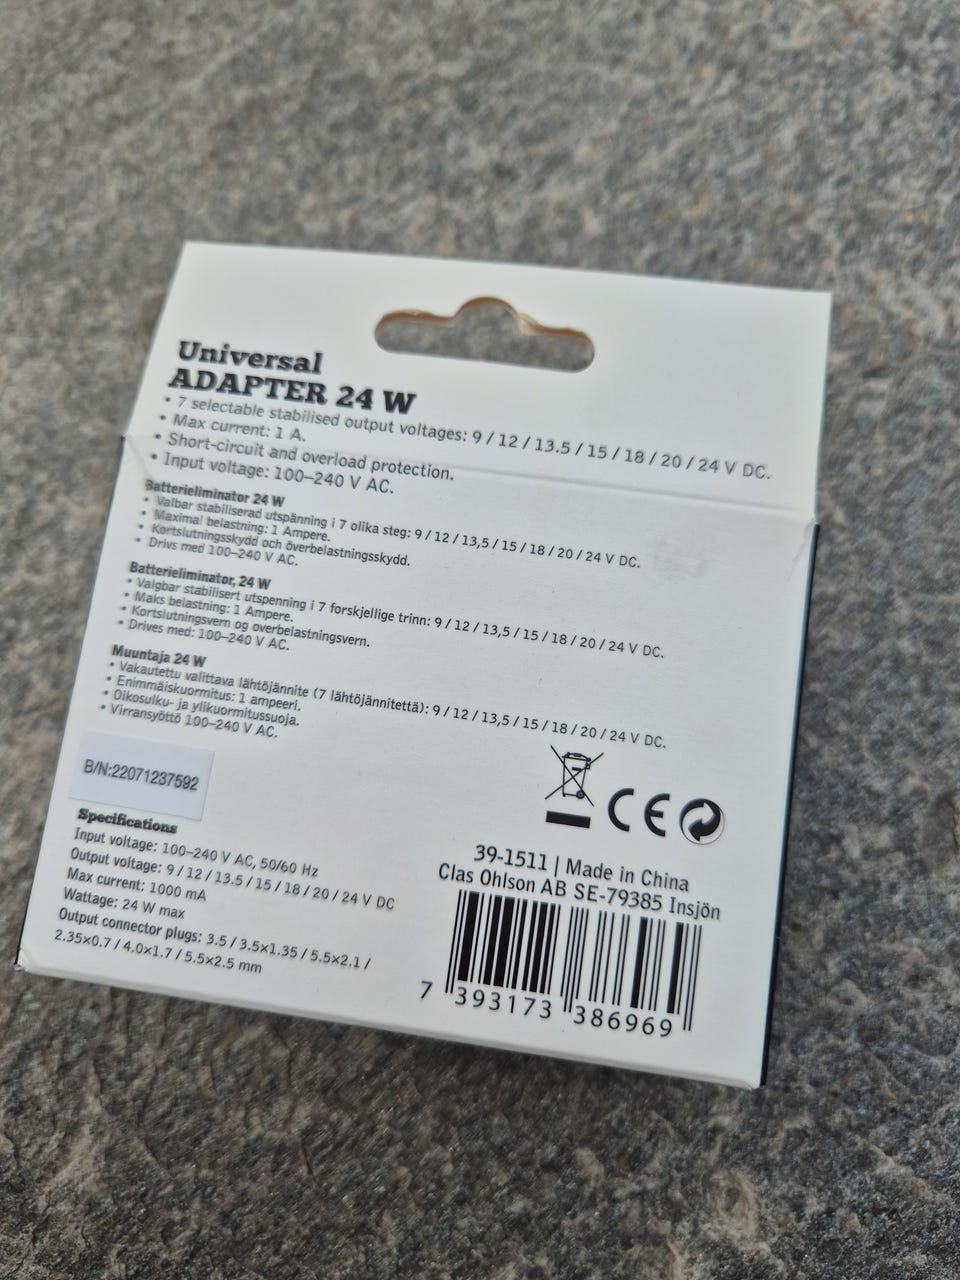 Universal
ADAPTER 24 W
• 7 selectable stabilised output voltages: 9 / 12 / 13.5 / 15 / 18 / 20 / 24 V DC.
• Max current: 1 A.
• Short-circuit and overload protection.
• Input voltage: 100–240 V AC.
Batterieliminator 24 W
• Valbar stabiliserad utspänning i 7 olika steg: 9 / 12 / 13,5 / 15 / 18 / 20 / 24 V DC.
• Maximal belastning: 1 Ampere.
• Kortslutningsskydd och överbelastningsskydd.
• Drivs med 100–240 V AC.
Batterieliminator, 24 W
• Valgbar stabilisert utspenning i 7 forskjellige trinn: 9 / 12 / 13,5 / 15 / 18 / 20 / 24 V DC.
• Maks belastning: 1 Ampere.
• Kortslutningsvern og overbelastningsvern.
• Drives med: 100–240 V AC.
Muuntaja 24 W
• Vakautettu valittava lähtöjännite (7 lähtöjännitettä): 9 / 12 / 13,5 / 15 / 18 / 20 / 24 V DC.
• Enimmäiskuormitus: 1 ampeeri.
• Oikosulku- ja ylikuormitussuoja.
• Virransyöttö 100–240 V AC.
B/N:22071237592
Specifications
Input voltage: 100–240 V AC, 50/60 Hz
Output voltage: 9 / 12 / 13.5 / 15 / 18 / 20 / 24 V DC
Max current: 1000 mA
Wattage: 24 W max
Output connector plugs: 3.5 / 3.5×1.35 / 5.5×2.1 /
2.35×0.7 / 4.0×1.7 / 5.5×2.5 mm
CE
39-1511 | Made in China
Clas Ohlson AB SE-79385 Insjön
7 393173 386969